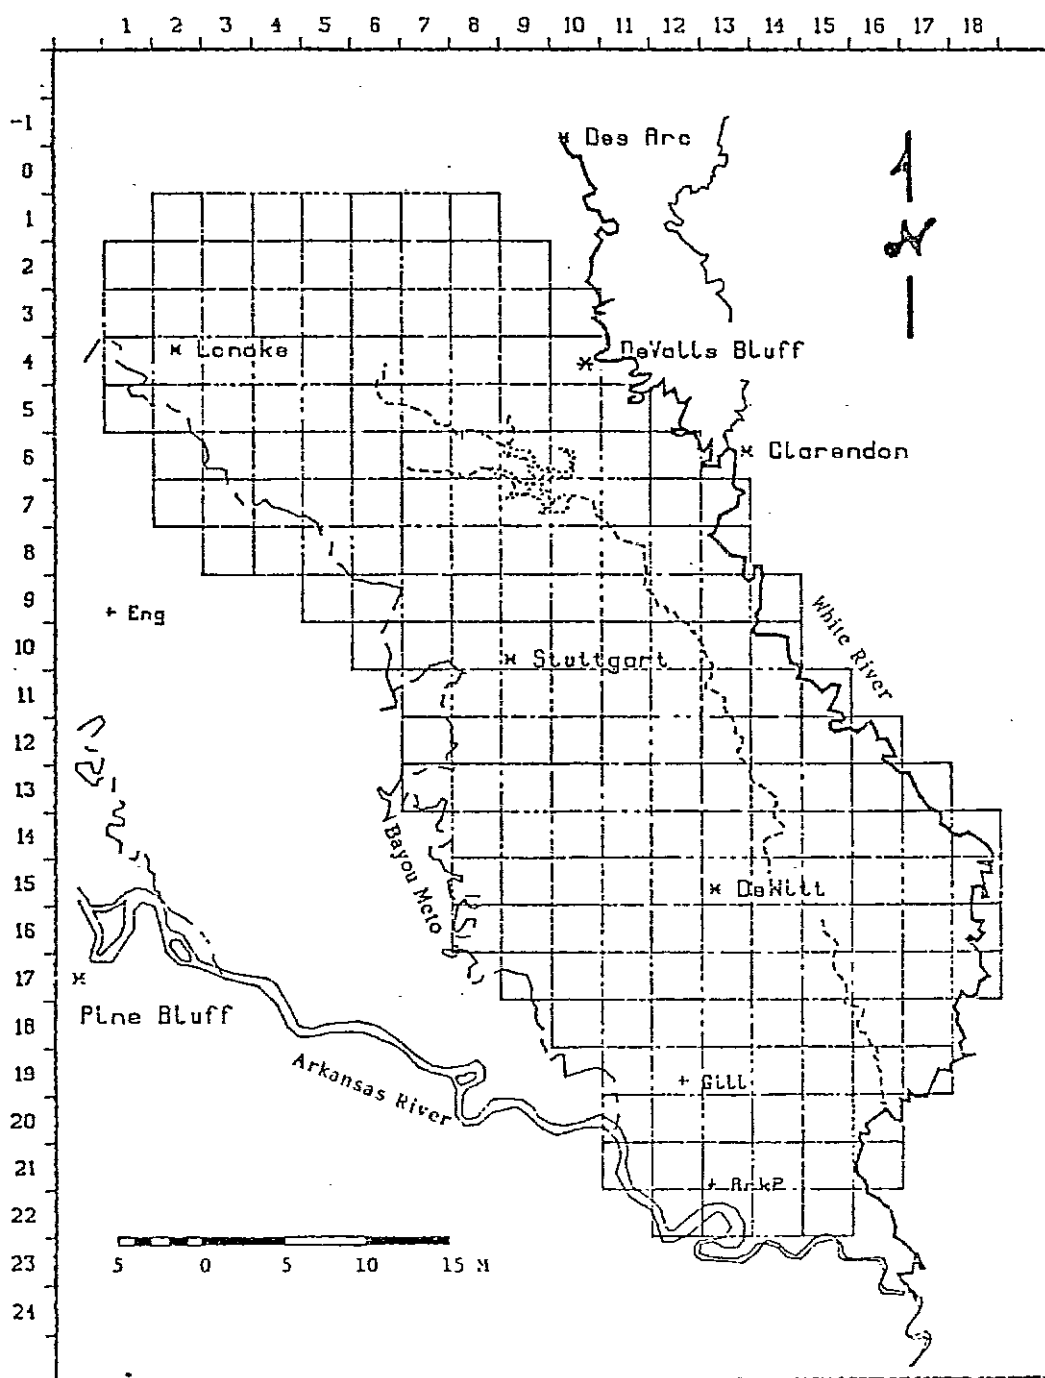 1 2 3 4 5 6 7 8 9 10 11 12 13 14 15 16 17 18
-1
Des Arc
0
1
2
3
Lonoke
DeValls Bluff
4
5
Clarendon
6
7
8
9
+ Eng
White River
10
Stuttgart
11
12
13
14
Bayou Meto
15
DeWitt
16
17
Pine Bluff
18
Arkansas River
19
+ Gill
20
21
+ Ark2
22
23
5 0 5 10 15 M
24